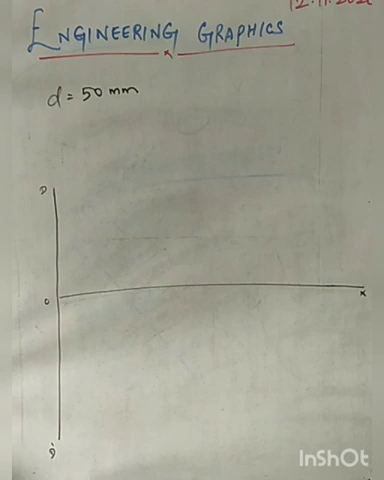 ENGINEERING GRAPHICS
d = 50 mm
D
O
x
InShOt